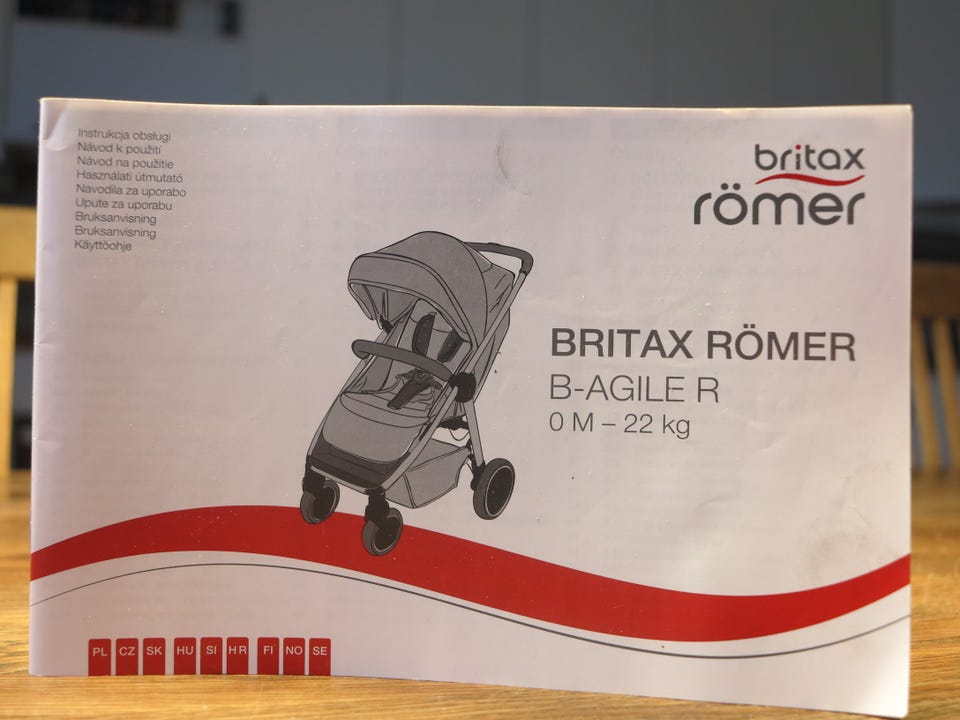 Instrukcja obsługi
Návod k použití
Návod na použitie
Használati útmutató
Navodila za uporabo
Upute za uporabu
Bruksanvisning
Bruksanvisning
Käyttöohje
britax
römer
BRITAX RÖMER
B-AGILE R
0 M – 22 kg
PL CZ SK HU SI HR FI NO SE